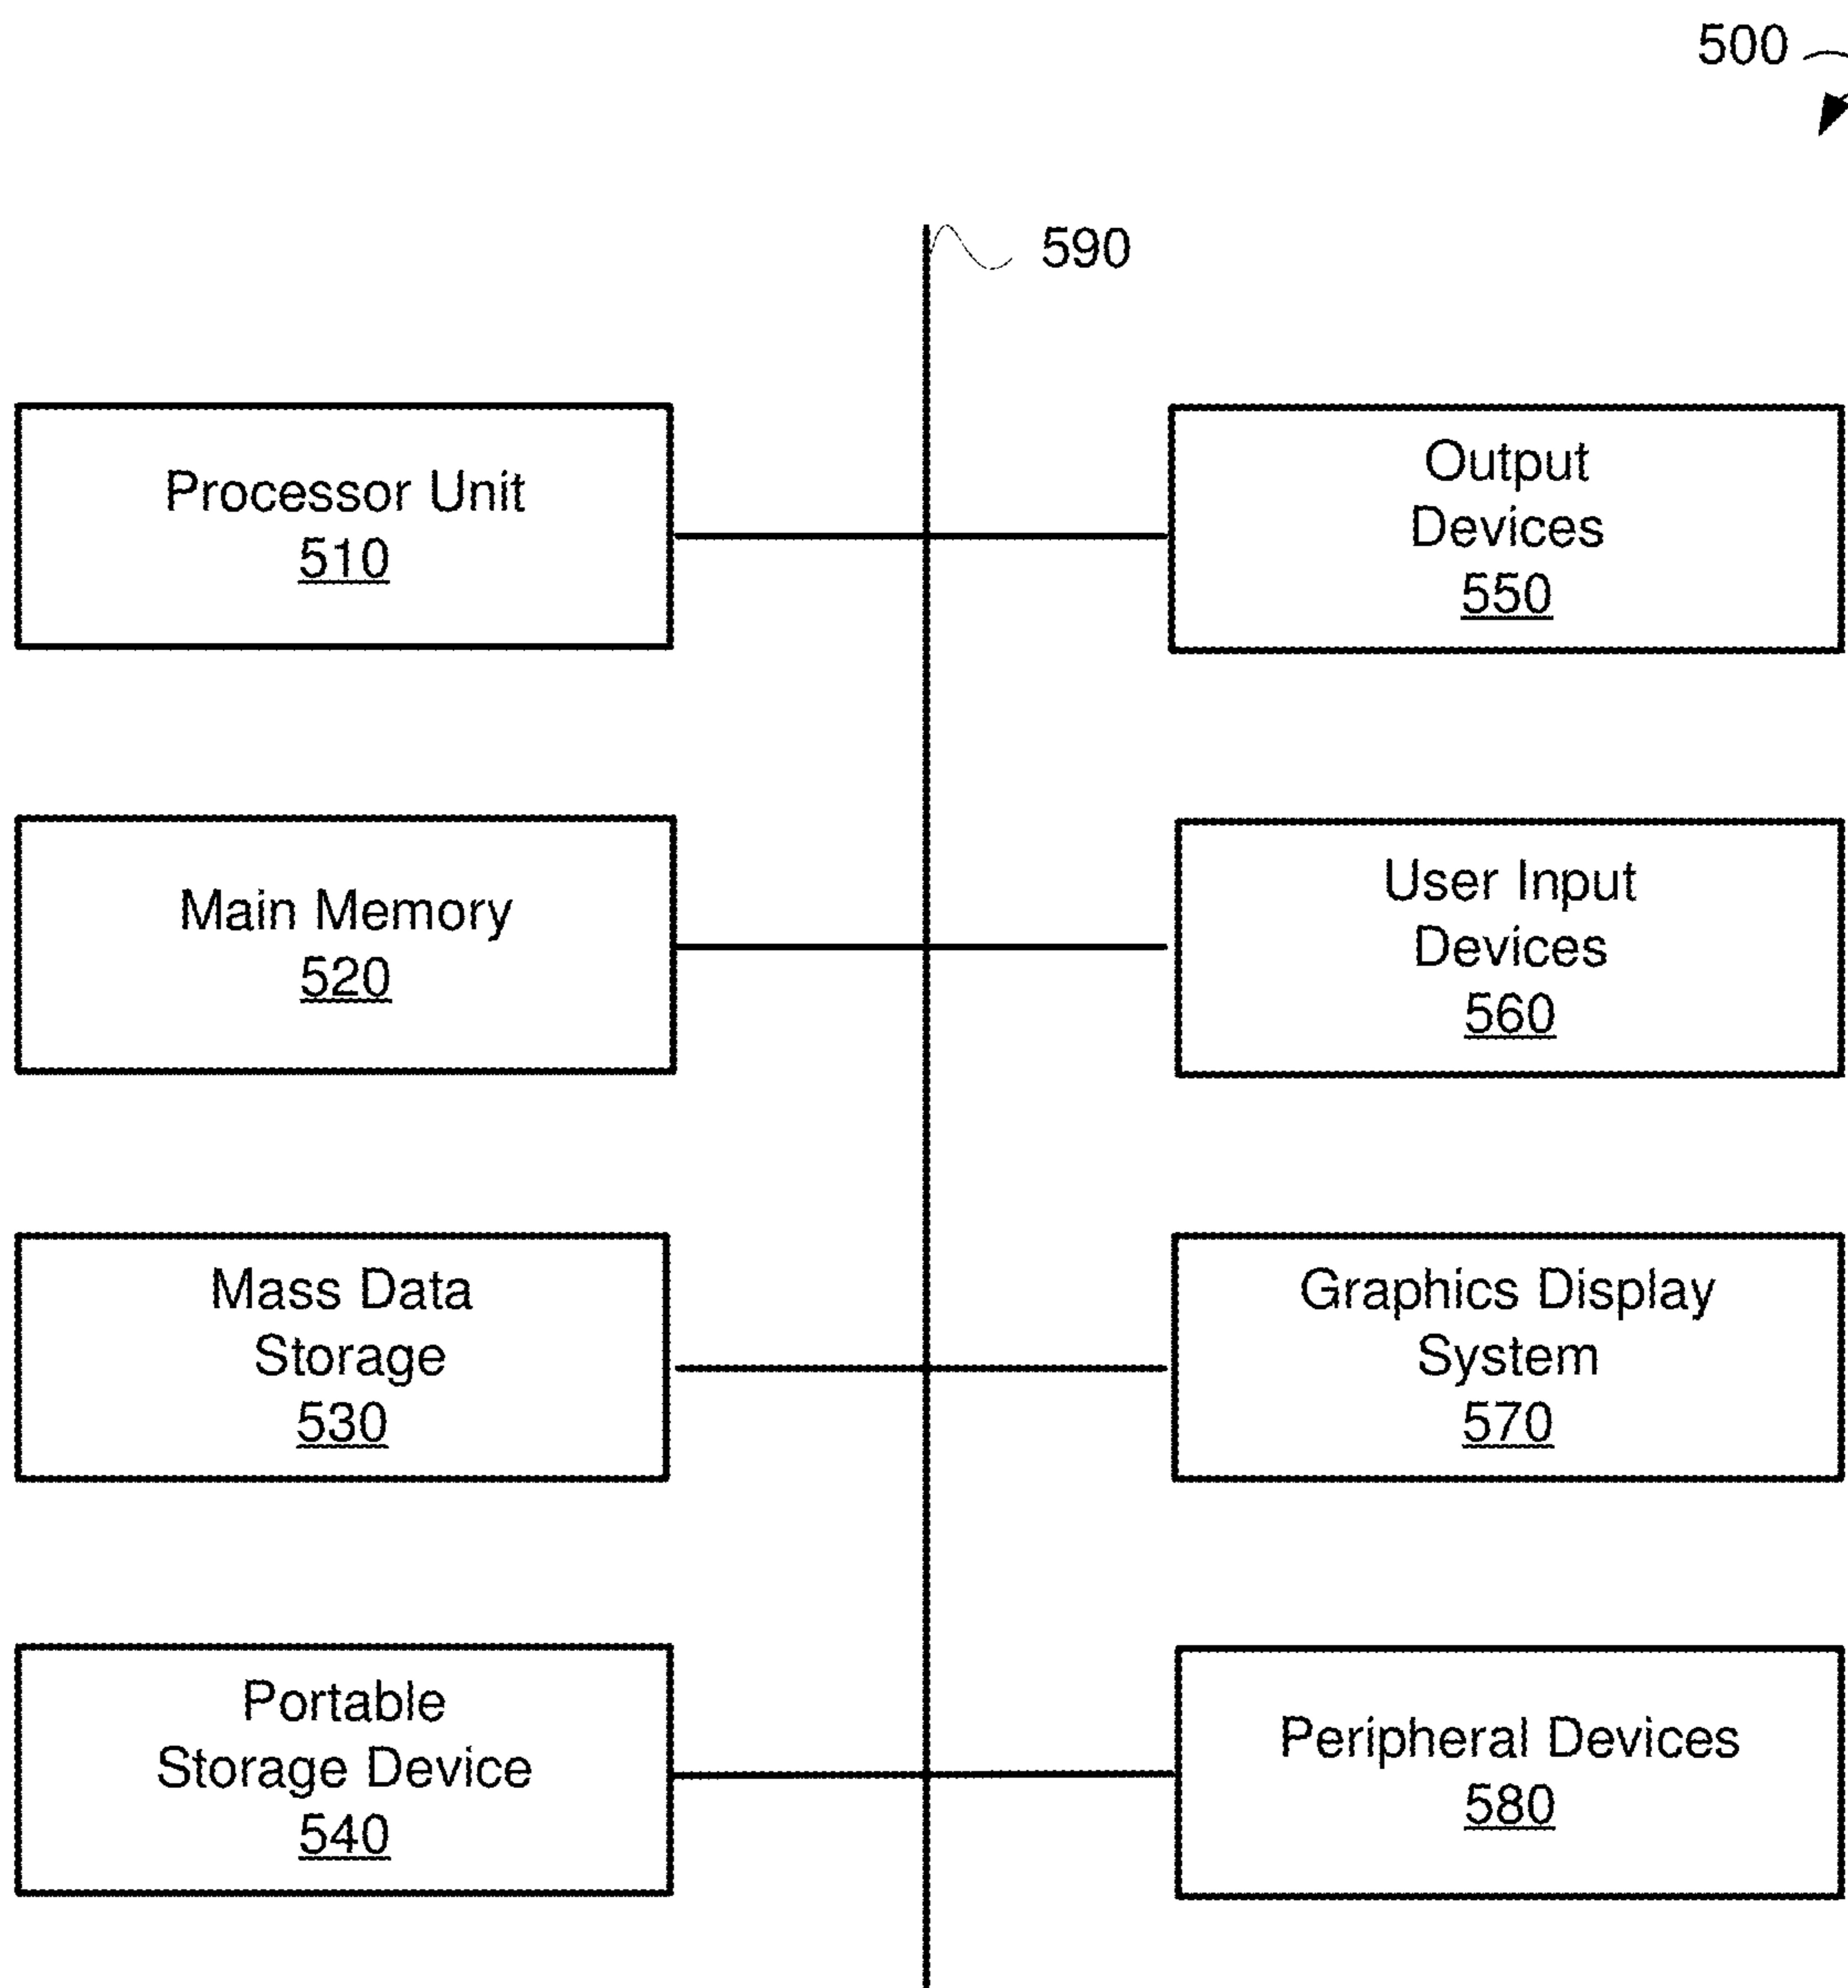 500
590
Processor Unit
510
Output
Devices
550
Main Memory
520
User Input
Devices
560
Mass Data
Storage
530
Graphics Display
System
570
Portable
Storage Device
540
Peripheral Devices
580